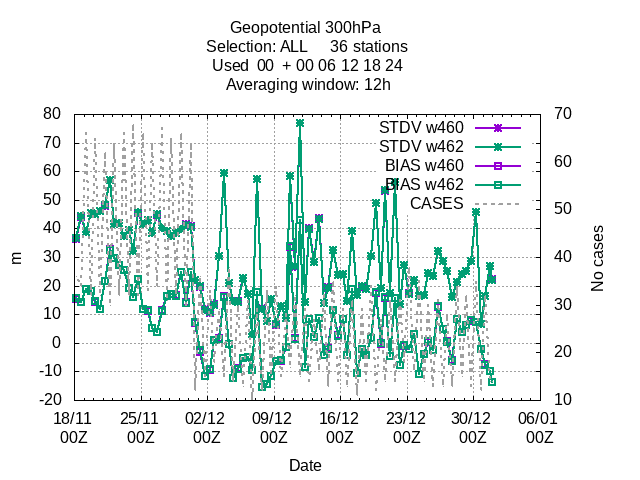 Geopotential 300hPa
Selection: ALL 36 stations
Used 00 + 00 06 12 18 24
Averaging window: 12h
80 70
STDV w460
STDV w462
70
BIAS w460
60
60
BIAS w462
CASES
50
50
40
30
40
m
No cases
20
30
10
0
20
-10
-20 10
18/11 25/11 02/12 09/12 16/12 23/12 30/12 06/01
00Z 00Z 00Z 00Z 00Z 00Z 00Z 00Z
Date